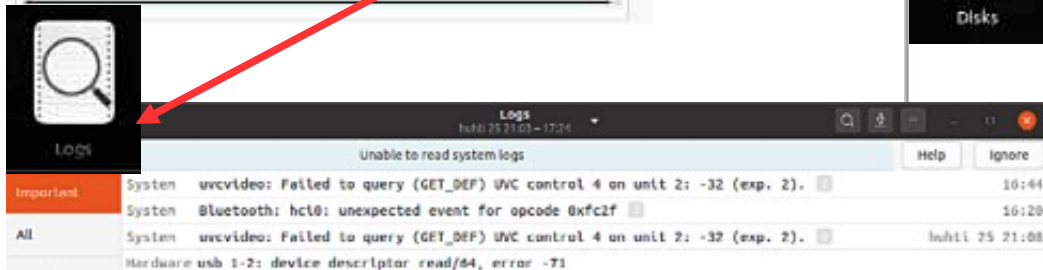 Disks
Logs
Logs
huhti 25 21:03 – 17:24
Unable to read system logs
Help
Ignore
Important
System uvcvideo: Failed to query (GET_DEF) UVC control 4 on unit 2: -32 (exp. 2). 16:44
System Bluetooth: hci0: unexpected event for opcode 0xfc2f 16:20
All
System uvcvideo: Failed to query (GET_DEF) UVC control 4 on unit 2: -32 (exp. 2). huhti 25 21:08
Hardware usb 1-2: device descriptor read/64, error -71